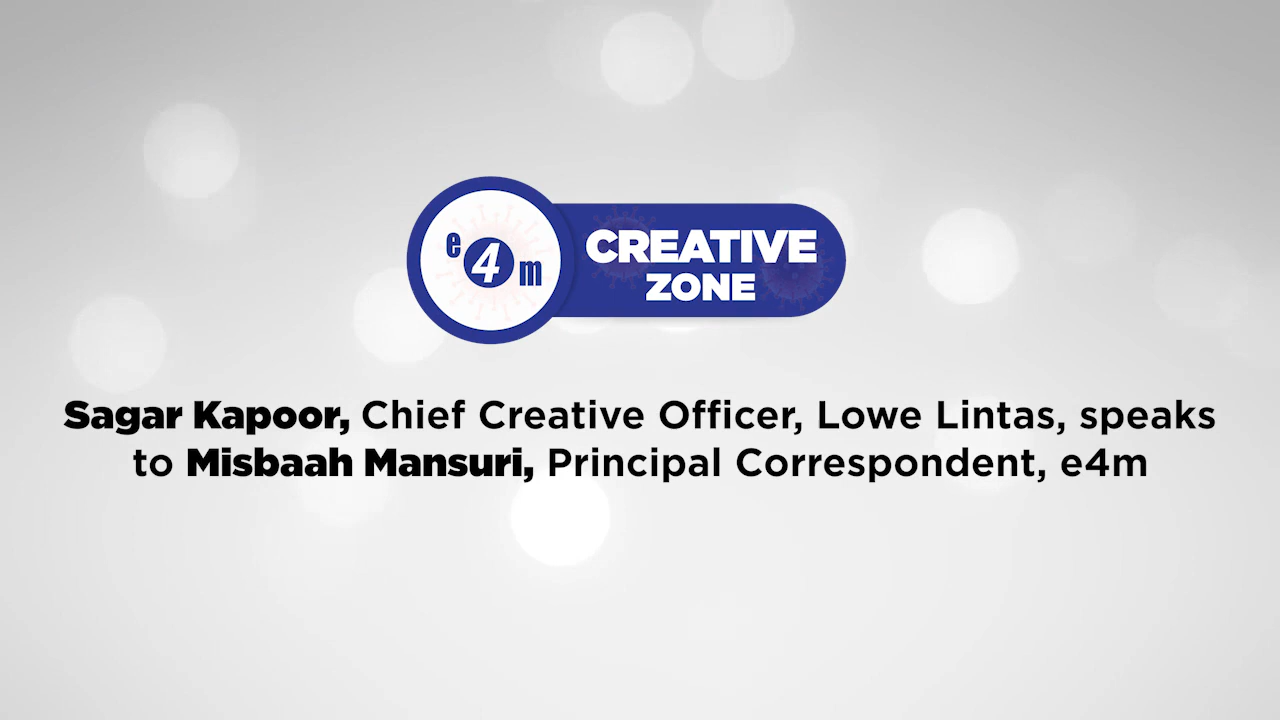 e4m
CREATIVE
ZONE
Sagar Kapoor, Chief Creative Officer, Lowe Lintas, speaks
to Misbaah Mansuri, Principal Correspondent, e4m